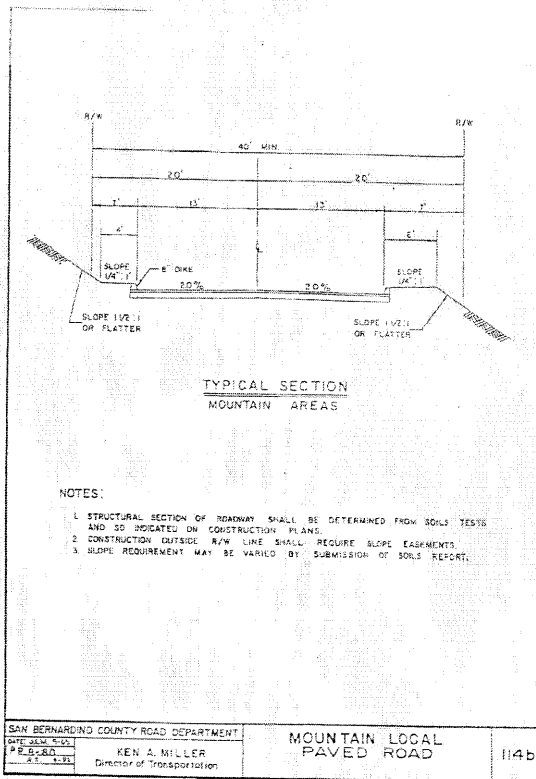 R/W
R/W
40' MIN.
20' 20'
7' 13' 13' 7'
6'
6'
SLOPE
1/4":1'
8" DIKE
SLOPE
1/4":1'
2.0% 2.0%
SLOPE 1 1/2:1
OR FLATTER
SLOPE 1 1/2:1
OR FLATTER
TYPICAL SECTION
MOUNTAIN AREAS
NOTES:
1. STRUCTURAL SECTION OF ROADWAY SHALL BE DETERMINED FROM SOILS TESTS
AND SO INDICATED ON CONSTRUCTION PLANS.
2. CONSTRUCTION OUTSIDE R/W LINE SHALL REQUIRE SLOPE EASEMENTS.
3. SLOPE REQUIREMENT MAY BE VARIED BY SUBMISSION OF SOILS REPORT.
SAN BERNARDINO COUNTY ROAD DEPARTMENT
DATE
KEN A. MILLER
Director of Transportation
MOUNTAIN LOCAL
PAVED ROAD
114b